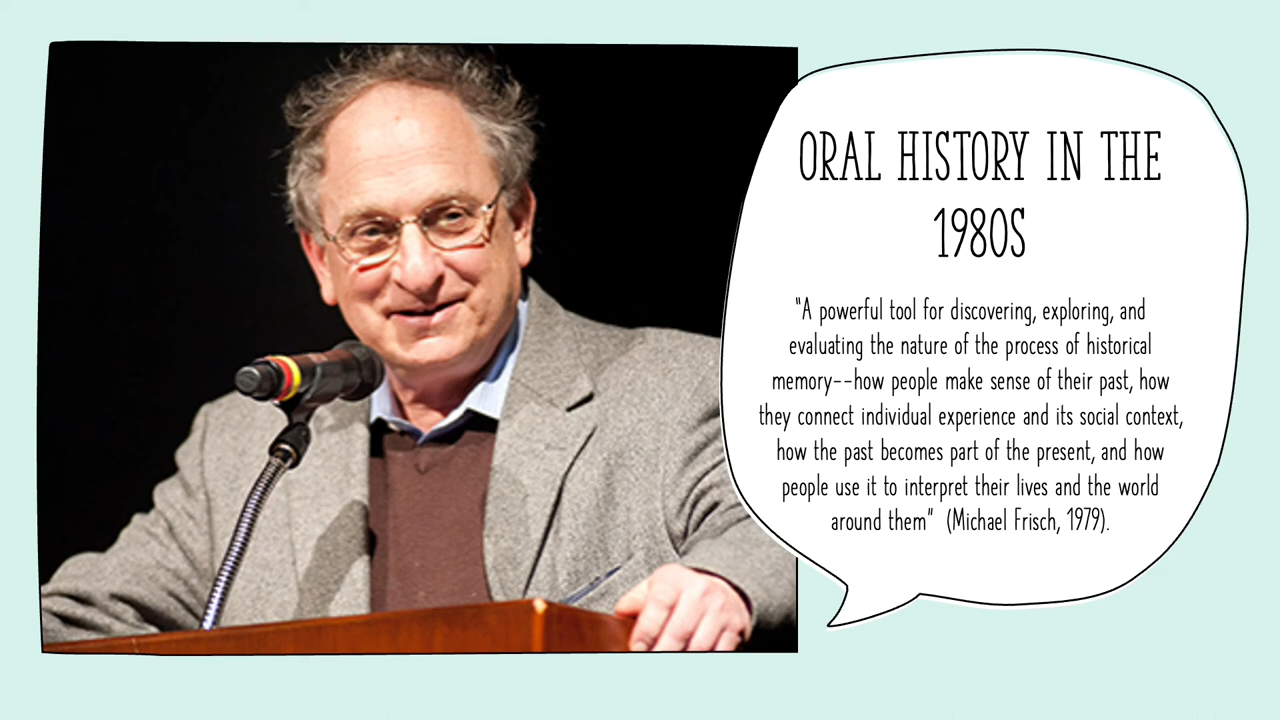 ORAL HISTORY IN THE
1980S
"A powerful tool for discovering, exploring, and
evaluating the nature of the process of historical
memory--how people make sense of their past, how
they connect individual experience and its social context,
how the past becomes part of the present, and how
people use it to interpret their lives and the world
around them" (Michael Frisch, 1979).